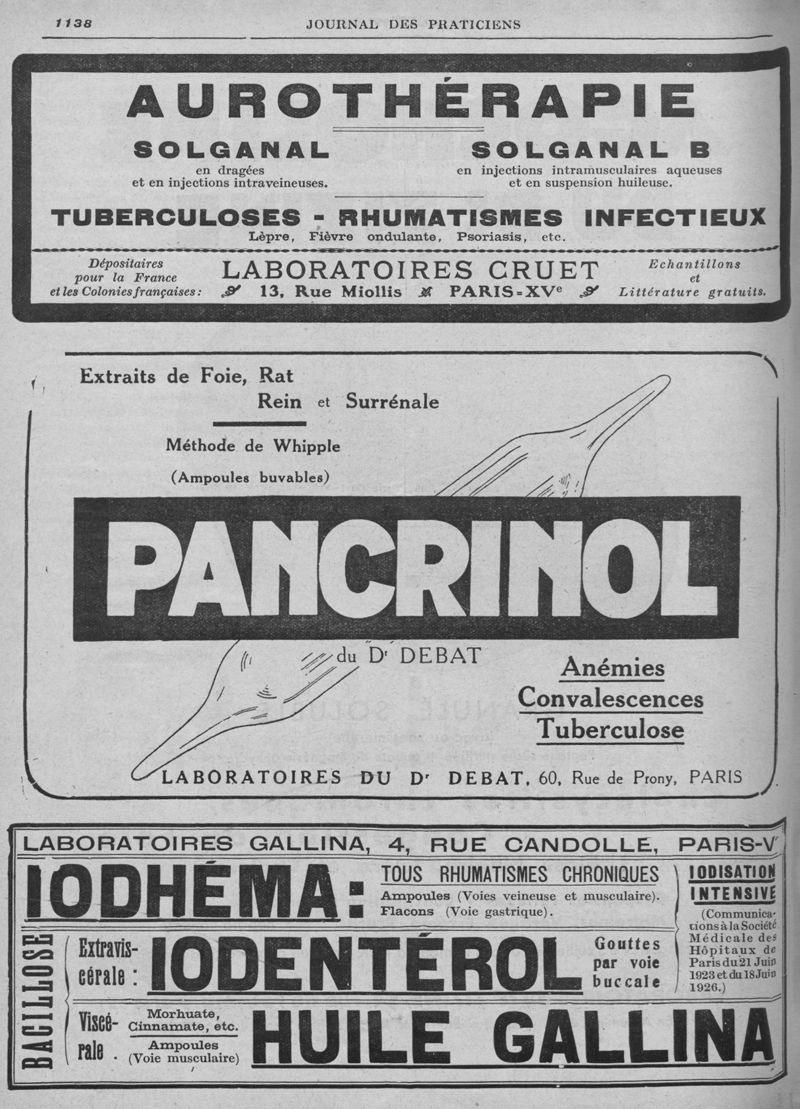 1138
JOURNAL DES PRATICIENS
AUROTHÉRAPIE
SOLGANAL
en dragées
et en injections intraveineuses.
SOLGANAL B
en injections intramusculaires aqueuses
et en suspension huileuse.
TUBERCULOSES - RHUMATISMES INFECTIEUX
Lèpre, Fièvre ondulante, Psoriasis, etc.
Dépositaires
pour la France
et les Colonies françaises :
LABORATOIRES CRUET
13, Rue Miollis PARIS=XVe
Echantillons
et
Littérature gratuits.
Extraits de Foie, Rat
Rein et Surrénale
Méthode de Whipple
(Ampoules buvables)
PANCRINOL
du Dr DEBAT
Anémies
Convalescences
Tuberculose
LABORATOIRES DU Dr DEBAT, 60, Rue de Prony, PARIS
LABORATOIRES GALLINA, 4, RUE CANDOLLE, PARIS-V
IODHÉMA :
TOUS RHUMATISMES CHRONIQUES
Ampoules (Voies veineuse et musculaire).
Flacons (Voie gastrique).
IODISATION
INTENSIVE
(Communica-
tions à la Société
Médicale des
Hôpitaux de
Paris du 21 Juin
1923 et du 18 Juin
1926.)
BACILLOSE
Extravis-
cérale :
IODENTÉROL
Gouttes
par voie
buccale
Viscé-
rale .
Morhuate,
Cinnamate, etc.
Ampoules
(Voie musculaire)
HUILE GALLINA